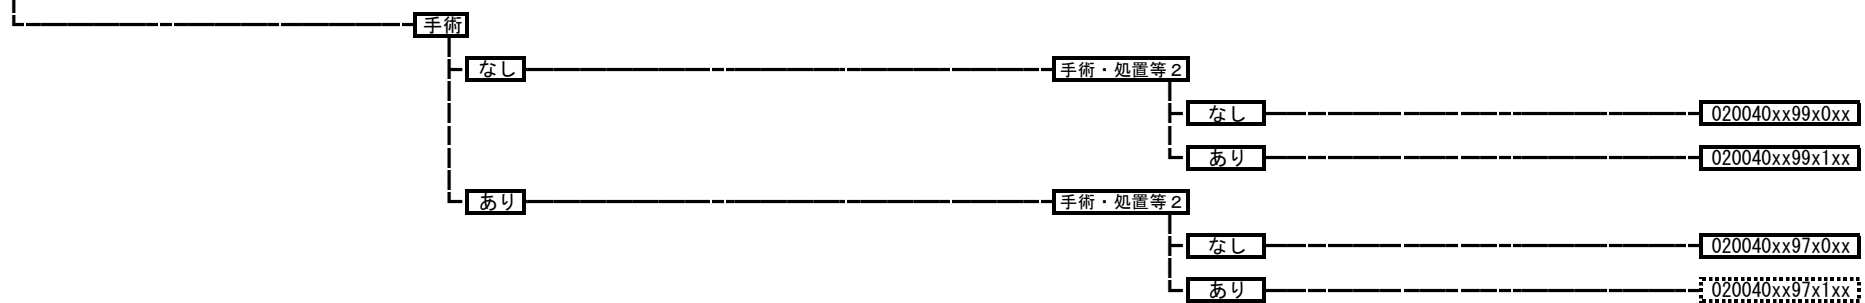 手術
なし 手術・処置等２
なし 020040xx99x0xx
あり 020040xx99x1xx
あり 手術・処置等２
なし 020040xx97x0xx
あり 020040xx97x1xx